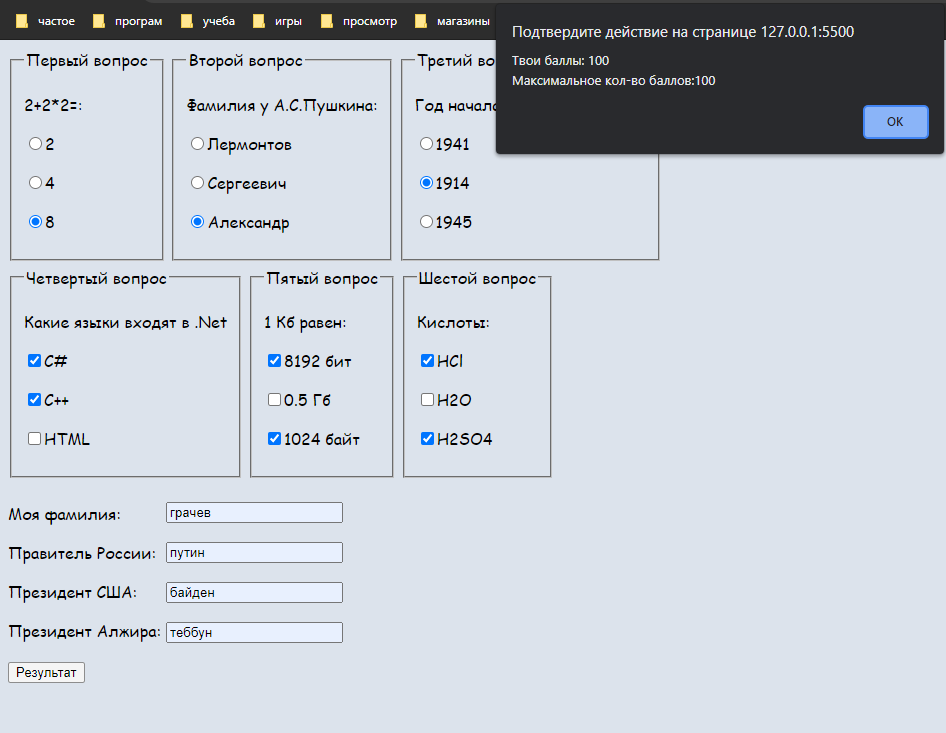 частое програм учеба игры просмотр магазины
Подтвердите действие на странице 127.0.0.1:5500
Твои баллы: 100
Максимальное кол-во баллов:100
OK
Первый вопрос
2+2*2=:
2
4
8
Второй вопрос
Фамилия у А.С.Пушкина:
Лермонтов
Сергеевич
Александр
Третий во
Год начал
1941
1914
1945
Четвертый вопрос
Какие языки входят в .Net
C#
C++
HTML
Пятый вопрос
1 Кб равен:
8192 бит
0.5 Гб
1024 байт
Шестой вопрос
Кислоты:
HCl
H2O
H2SO4
Моя фамилия: грачев
Правитель России: путин
Президент США: байден
Президент Алжира: теббун
Результат